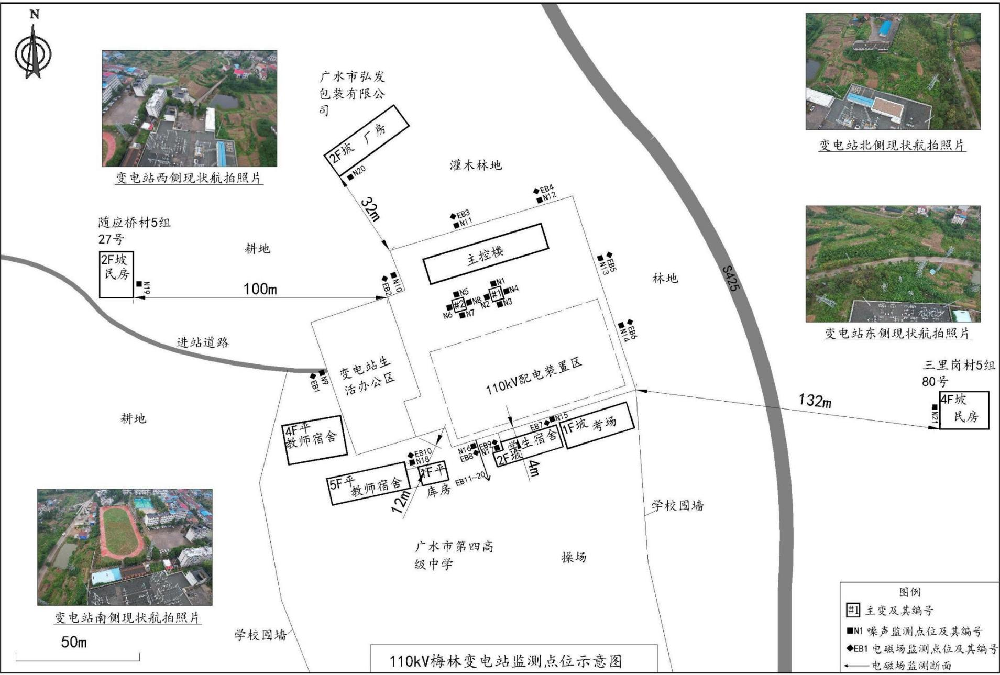 N
广水市弘发
包装有限公
司
2F坡 厂房
N20
32m
灌木林地
变电站西侧现状航拍照片
变电站北侧现状航拍照片
EB4
N12
EB3
N11
随应桥村5组
27号
耕地
2F坡
民房
N19
100m
主控楼
N10
EB2
EB5
N13
林地
S425
N1
#1
N4
N2
N3
N5
#2
N8
N6
N7
EB6
N14
变电站东侧现状航拍照片
进站道路
变电站生
活办公区
N9
EB1
110kV配电装置区
三里岗村5组
80号
132m
4F坡
民房
N21
耕地
4F平
教师宿舍
EB7
N15
1F坡 考场
学生宿舍
2F坡
N16
EB8
EB9
N17
4m
EB10
N18
1F平
库房
EB11~20
5F平
教师宿舍
12m
学校围墙
广水市第四高
级中学
操场
变电站南侧现状航拍照片
学校围墙
50m
110kV梅林变电站监测点位示意图
图例
#1 主变及其编号
N1 噪声监测点位及其编号
EB1 电磁场监测点位及其编号
电磁场监测断面